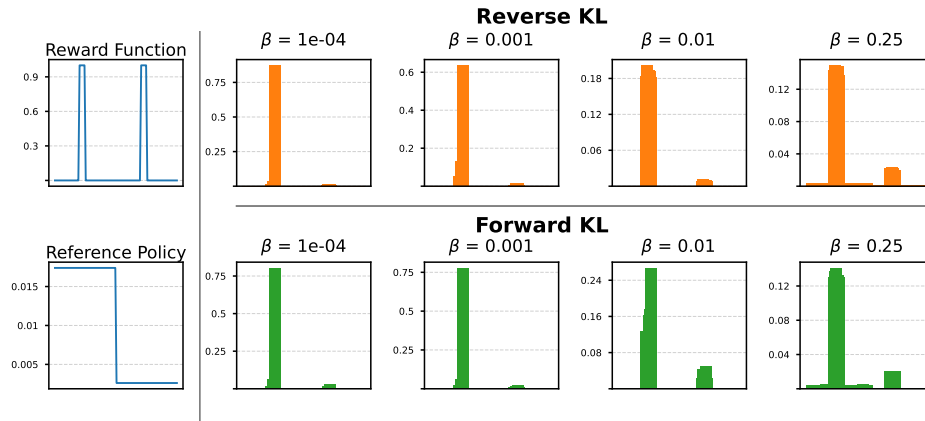 Reverse KL
Reward Function
β = 1e-04
β = 0.001
β = 0.01
β = 0.25
0.9
0.6
0.3
0.75
0.5
0.25
0.6
0.4
0.2
0.18
0.12
0.06
0.12
0.08
0.04
Forward KL
Reference Policy
β = 1e-04
β = 0.001
β = 0.01
β = 0.25
0.015
0.01
0.005
0.75
0.5
0.25
0.75
0.5
0.25
0.24
0.16
0.08
0.12
0.08
0.04